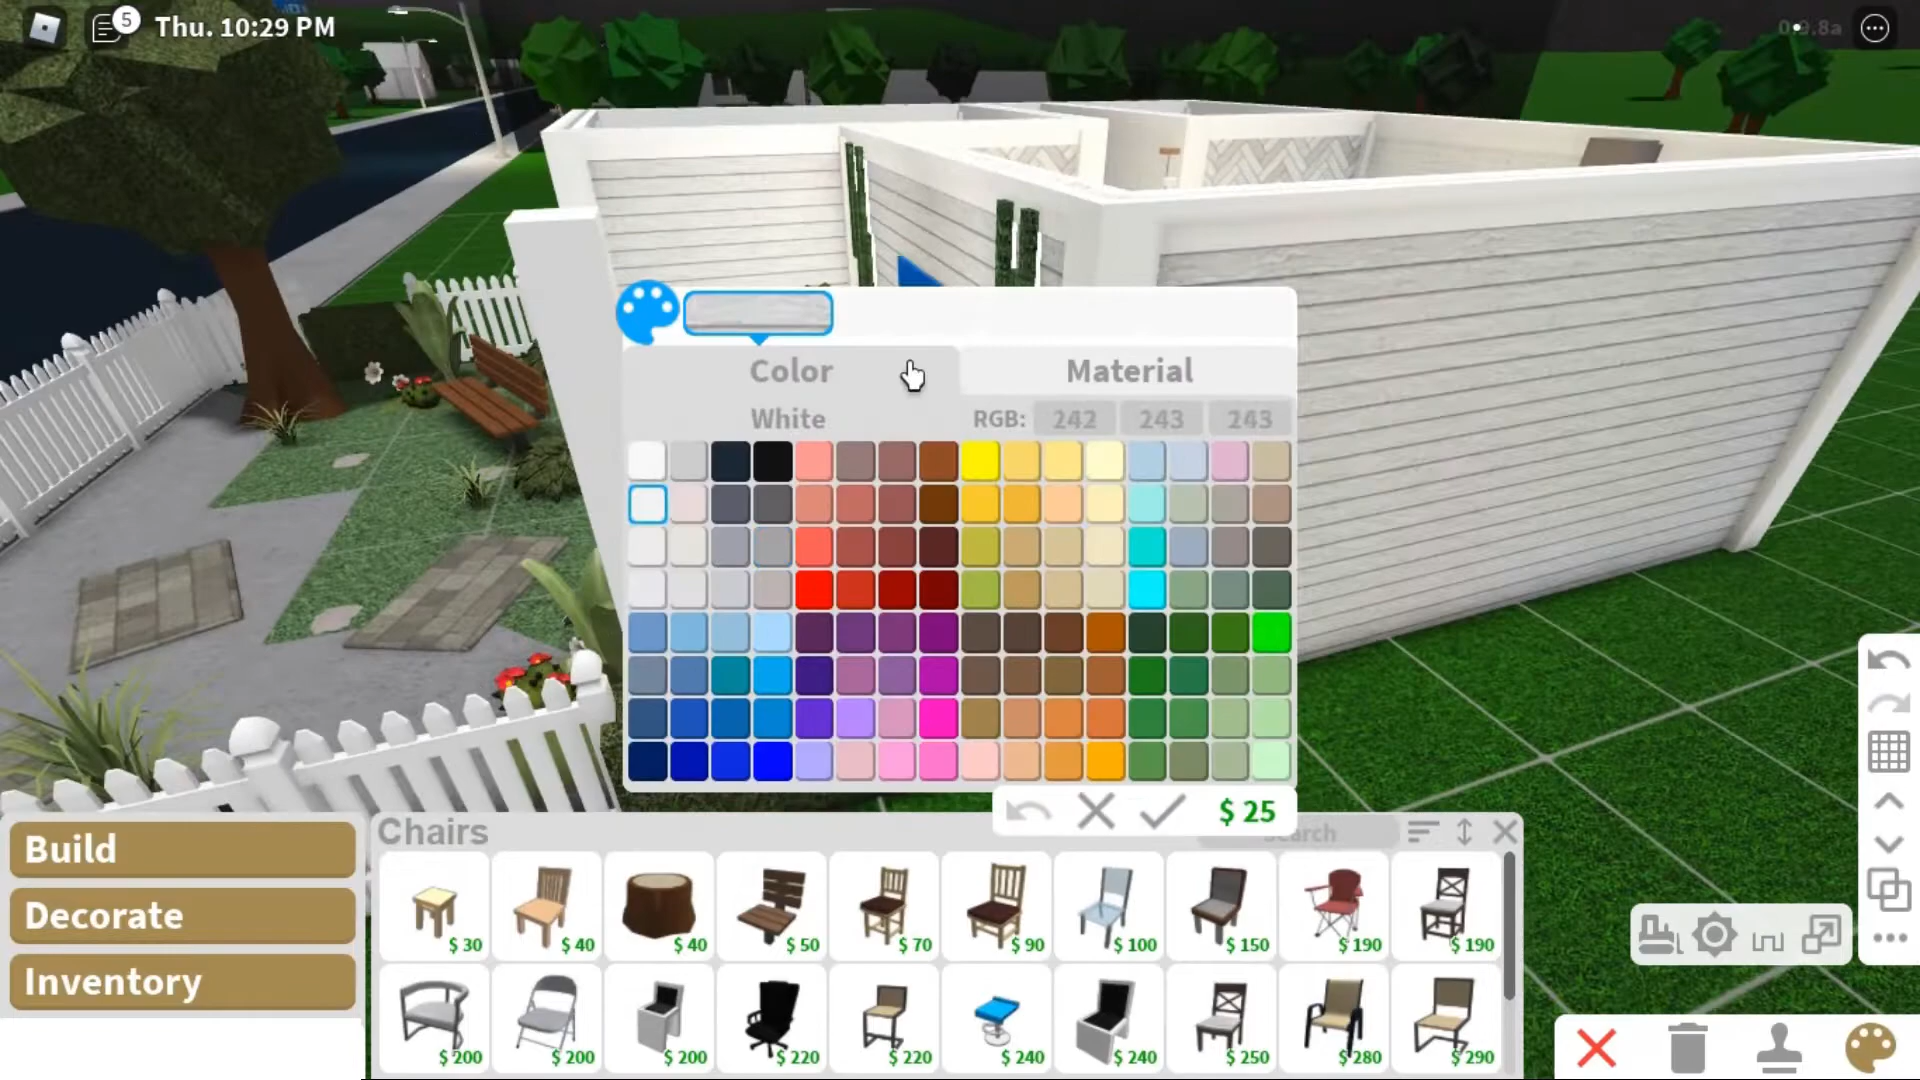 5
Thu. 10:29 PM
Color
Material
White
RGB:
242
243
243
$ 25
Build
Decorate
Inventory
Chairs
$ 30
$ 40
$ 40
$ 50
$ 70
$ 90
$ 100
$ 150
$ 190
$ 190
$ 200
$ 200
$ 200
$ 220
$ 220
$ 240
$ 240
$ 250
$ 280
$ 290